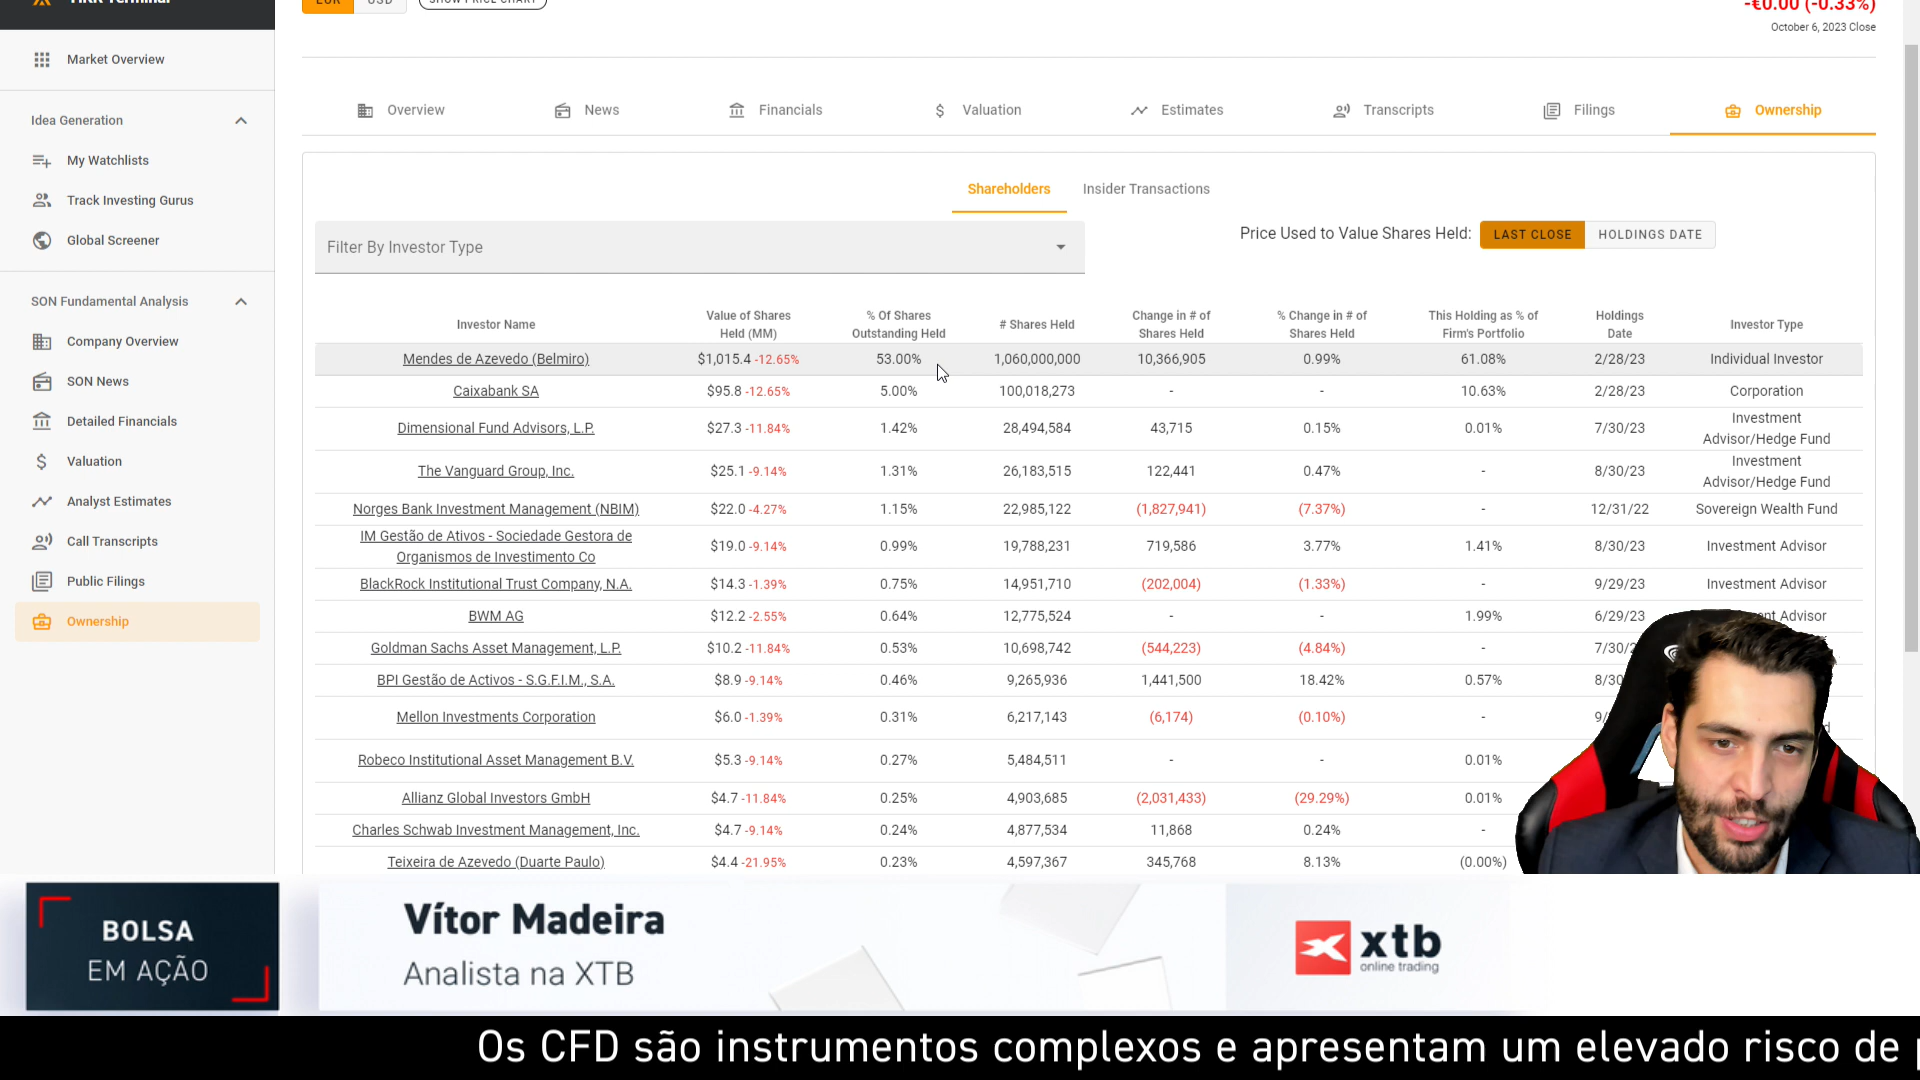 TIKR Terminal
EUR USD SHOW PRICE CHART
-€0.00 (-0.33%)
October 6, 2023 Close
Market Overview
Idea Generation
My Watchlists
Track Investing Gurus
Global Screener
SON Fundamental Analysis
Company Overview
SON News
Detailed Financials
Valuation
Analyst Estimates
Call Transcripts
Public Filings
Ownership
Overview News Financials Valuation Estimates Transcripts Filings Ownership
Shareholders Insider Transactions
Filter By Investor Type
Price Used to Value Shares Held: LAST CLOSE HOLDINGS DATE
Investor Name Value of Shares Held (MM) % Of Shares Outstanding Held # Shares Held Change in # of Shares Held % Change in # of Shares Held This Holding as % of Firm's Portfolio Holdings Date Investor Type
Mendes de Azevedo (Belmiro) $1,015.4 -12.65% 53.00% 1,060,000,000 10,366,905 0.99% 61.08% 2/28/23 Individual Investor
Caixabank SA $95.8 -12.65% 5.00% 100,018,273 - - 10.63% 2/28/23 Corporation
Dimensional Fund Advisors, L.P. $27.3 -11.84% 1.42% 28,494,584 43,715 0.15% 0.01% 7/30/23 Investment Advisor/Hedge Fund
The Vanguard Group, Inc. $25.1 -9.14% 1.31% 26,183,515 122,441 0.47% - 8/30/23 Investment Advisor/Hedge Fund
Norges Bank Investment Management (NBIM) $22.0 -4.27% 1.15% 22,985,122 (1,827,941) (7.37%) - 12/31/22 Sovereign Wealth Fund
IM Gestão de Ativos - Sociedade Gestora de Organismos de Investimento Co $19.0 -9.14% 0.99% 19,788,231 719,586 3.77% 1.41% 8/30/23 Investment Advisor
BlackRock Institutional Trust Company, N.A. $14.3 -1.39% 0.75% 14,951,710 (202,004) (1.33%) - 9/29/23 Investment Advisor
BWM AG $12.2 -2.55% 0.64% 12,775,524 - - 1.99% 6/29/23 Advisor
Goldman Sachs Asset Management, L.P. $10.2 -11.84% 0.53% 10,698,742 (544,223) (4.84%) - 7/30/
BPI Gestão de Activos - S.G.F.I.M., S.A. $8.9 -9.14% 0.46% 9,265,936 1,441,500 18.42% 0.57% 8/30
Mellon Investments Corporation $6.0 -1.39% 0.31% 6,217,143 (6,174) (0.10%) - 9/
Robeco Institutional Asset Management B.V. $5.3 -9.14% 0.27% 5,484,511 - - 0.01%
Allianz Global Investors GmbH $4.7 -11.84% 0.25% 4,903,685 (2,031,433) (29.29%) 0.01%
Charles Schwab Investment Management, Inc. $4.7 -9.14% 0.24% 4,877,534 11,868 0.24% -
Teixeira de Azevedo (Duarte Paulo) $4.4 -21.95% 0.23% 4,597,367 345,768 8.13% (0.00%)
BOLSA
EM AÇÃO
Vítor Madeira
Analista na XTB
xtb
online trading
Os CFD são instrumentos complexos e apresentam um elevado risco de